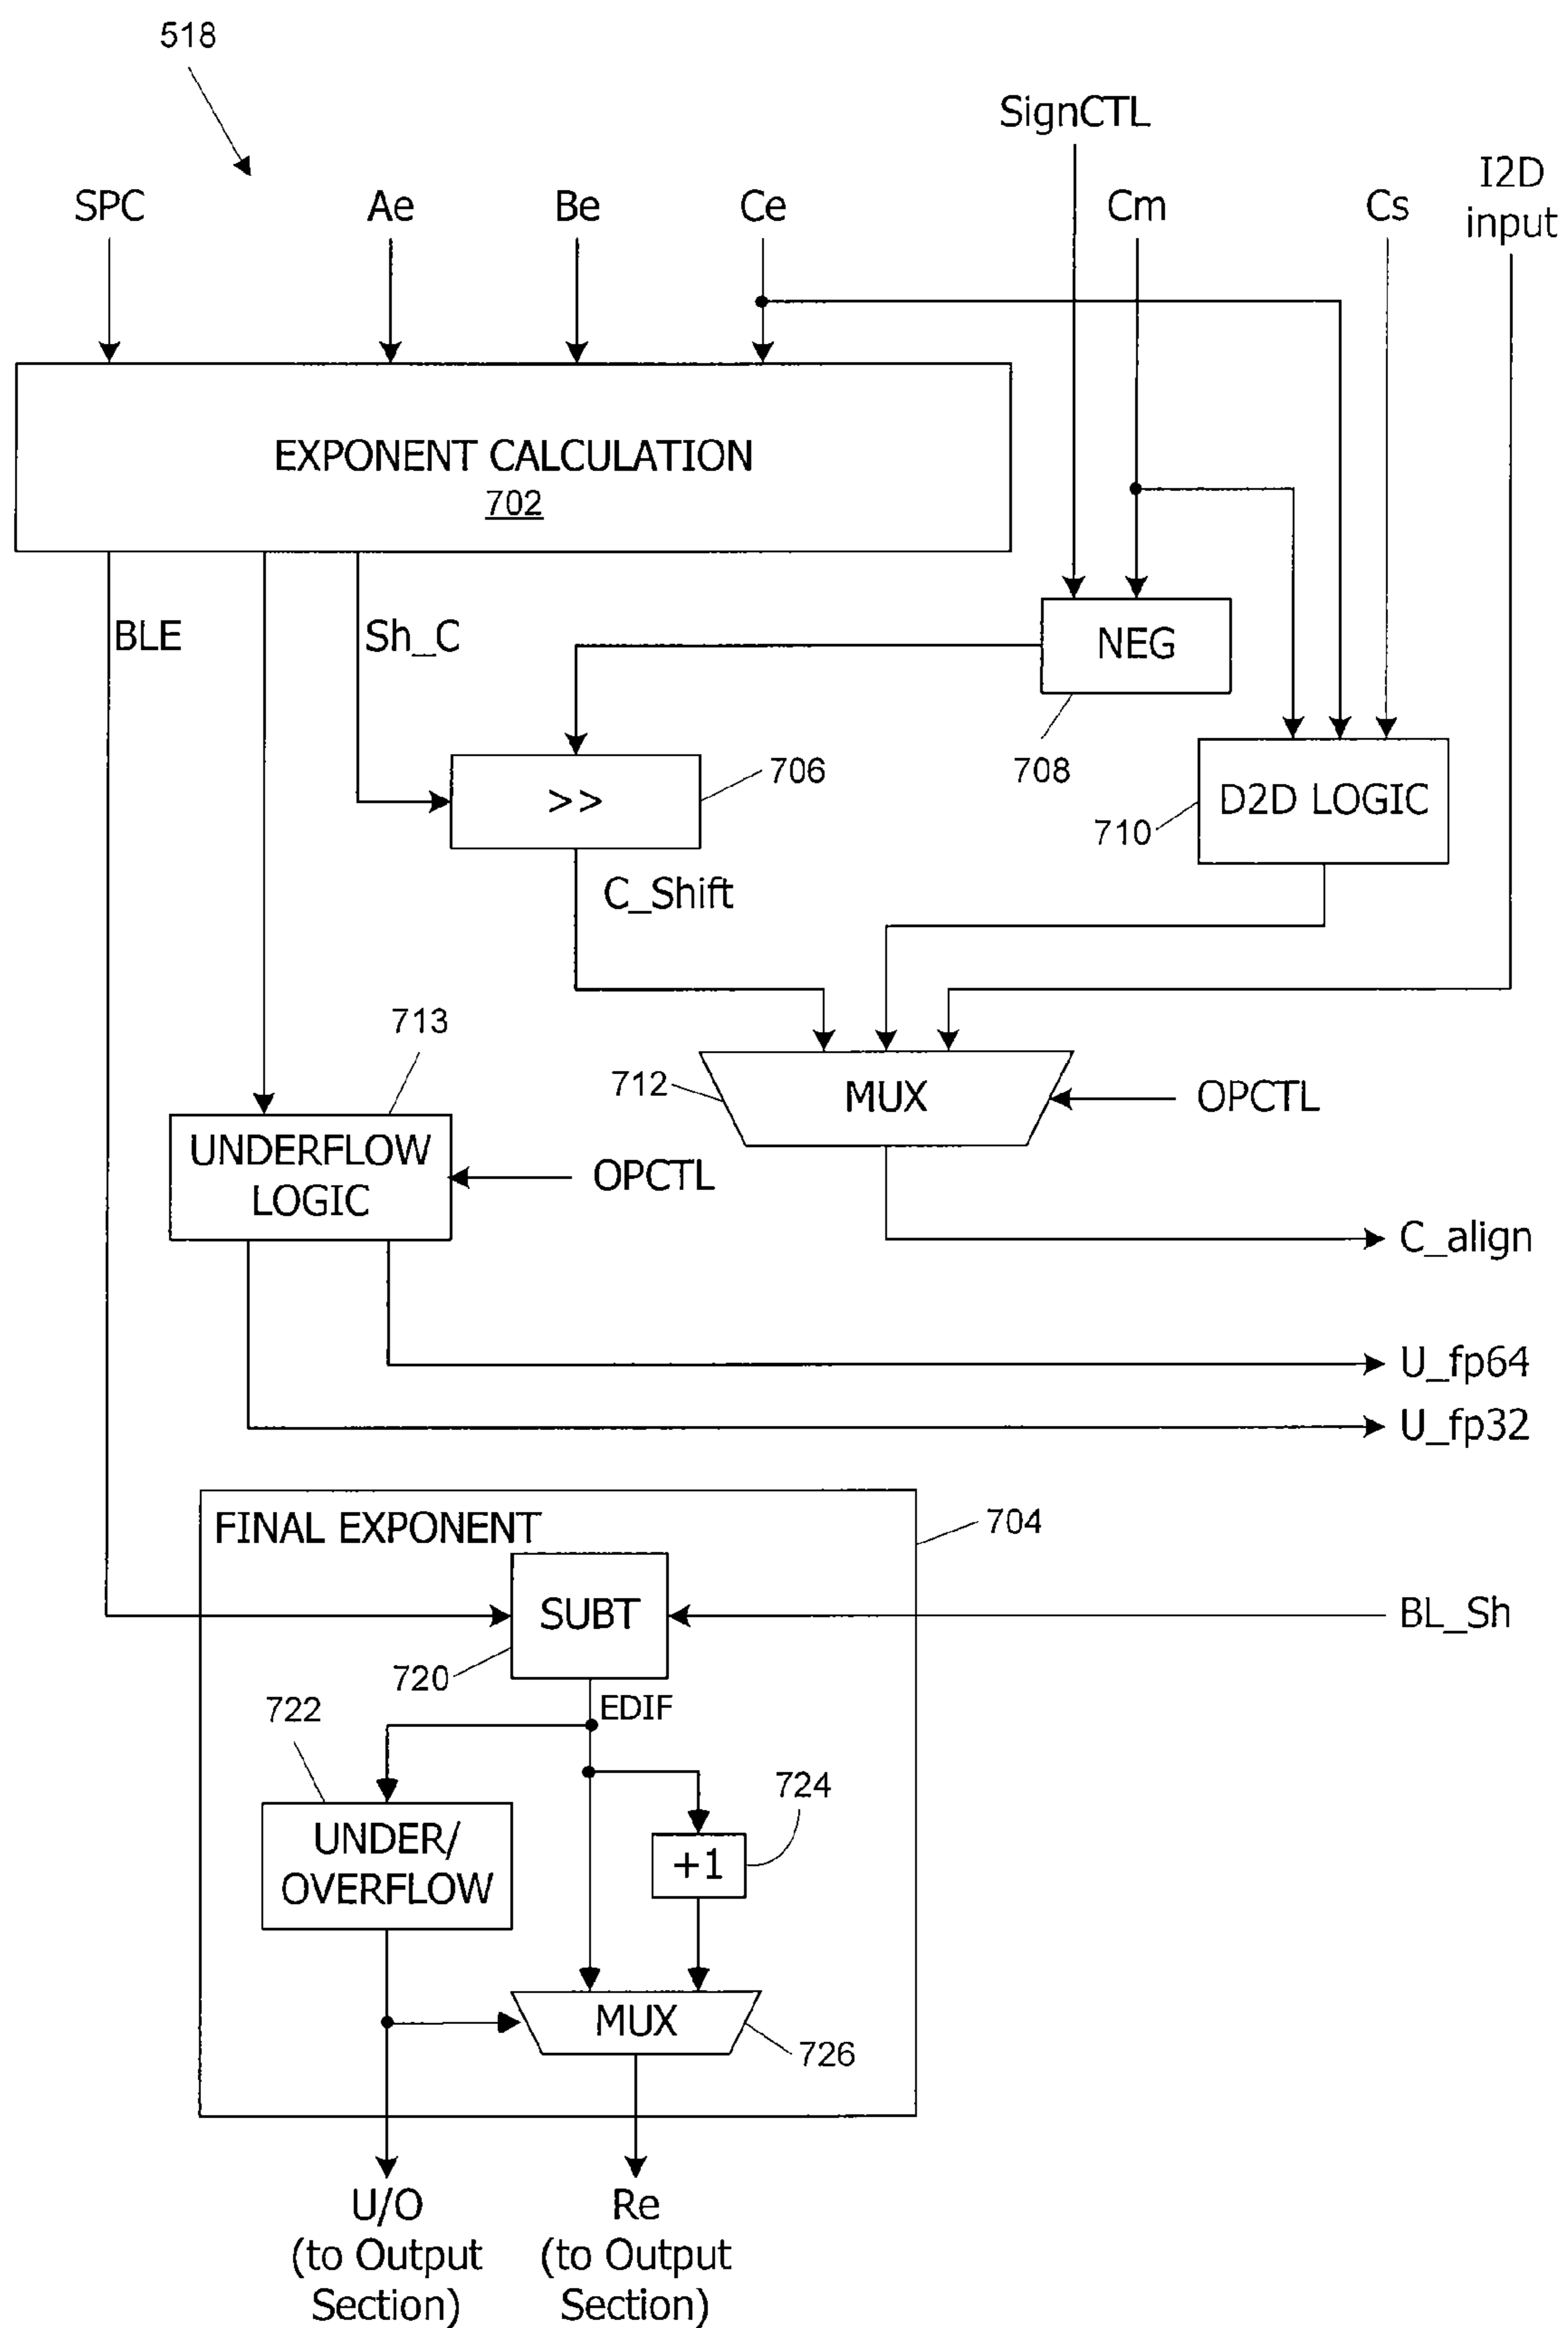 518
SignCTL
I2D
input
SPC
Ae
Be
Ce
Cm
Cs
EXPONENT CALCULATION
702
BLE
Sh_C
NEG
708
>>
706
D2D LOGIC
710
C_Shift
713
712
MUX
OPCTL
UNDERFLOW
LOGIC
OPCTL
C_align
U_fp64
U_fp32
FINAL EXPONENT
704
SUBT
BL_Sh
720
EDIF
722
724
UNDER/
OVERFLOW
+1
MUX
726
U/O
(to Output
Section)
Re
(to Output
Section)